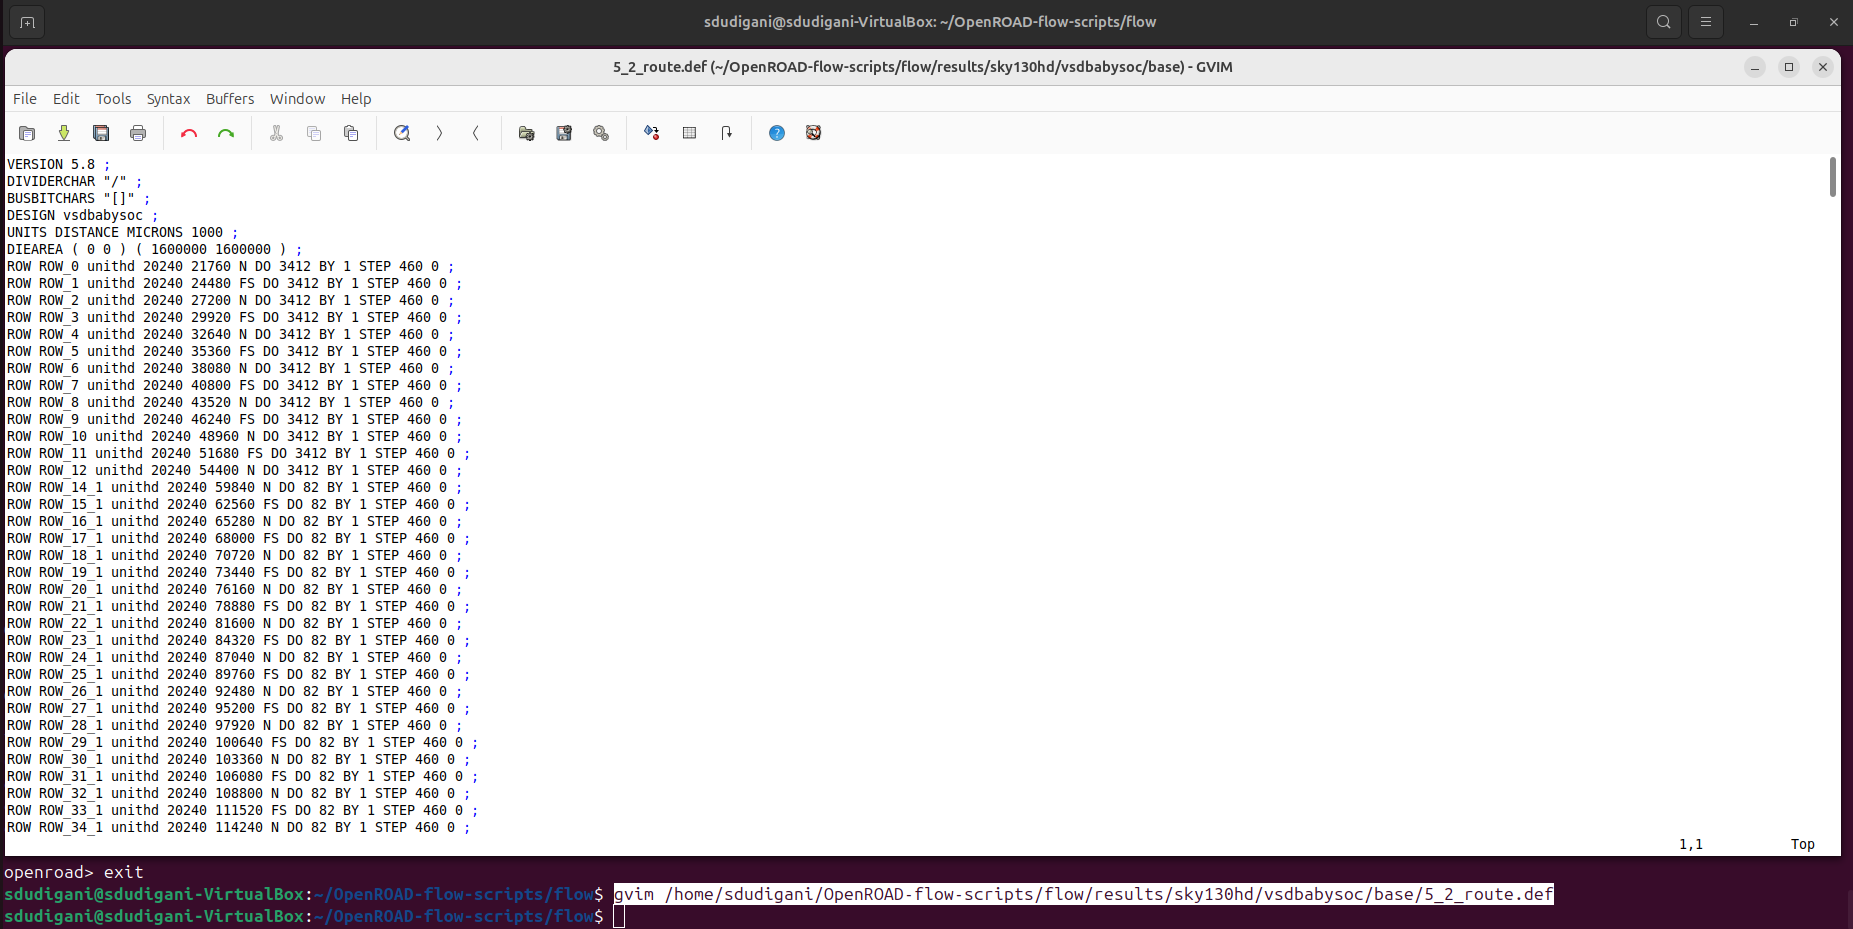 sdudigani@sdudigani-VirtualBox: ~/OpenROAD-flow-scripts/flow
5_2_route.def (~/OpenROAD-flow-scripts/flow/results/sky130hd/vsdbabysoc/base) - GVIM
File Edit Tools Syntax Buffers Window Help
VERSION 5.8 ;
DIVIDERCHAR "/" ;
BUSBITCHARS "[]" ;
DESIGN vsdbabysoc ;
UNITS DISTANCE MICRONS 1000 ;
DIEAREA ( 0 0 ) ( 1600000 1600000 ) ;
ROW ROW_0 unithd 20240 21760 N DO 3412 BY 1 STEP 460 0 ;
ROW ROW_1 unithd 20240 24480 FS DO 3412 BY 1 STEP 460 0 ;
ROW ROW_2 unithd 20240 27200 N DO 3412 BY 1 STEP 460 0 ;
ROW ROW_3 unithd 20240 29920 FS DO 3412 BY 1 STEP 460 0 ;
ROW ROW_4 unithd 20240 32640 N DO 3412 BY 1 STEP 460 0 ;
ROW ROW_5 unithd 20240 35360 FS DO 3412 BY 1 STEP 460 0 ;
ROW ROW_6 unithd 20240 38080 N DO 3412 BY 1 STEP 460 0 ;
ROW ROW_7 unithd 20240 40800 FS DO 3412 BY 1 STEP 460 0 ;
ROW ROW_8 unithd 20240 43520 N DO 3412 BY 1 STEP 460 0 ;
ROW ROW_9 unithd 20240 46240 FS DO 3412 BY 1 STEP 460 0 ;
ROW ROW_10 unithd 20240 48960 N DO 3412 BY 1 STEP 460 0 ;
ROW ROW_11 unithd 20240 51680 FS DO 3412 BY 1 STEP 460 0 ;
ROW ROW_12 unithd 20240 54400 N DO 3412 BY 1 STEP 460 0 ;
ROW ROW_14_1 unithd 20240 59840 N DO 82 BY 1 STEP 460 0 ;
ROW ROW_15_1 unithd 20240 62560 FS DO 82 BY 1 STEP 460 0 ;
ROW ROW_16_1 unithd 20240 65280 N DO 82 BY 1 STEP 460 0 ;
ROW ROW_17_1 unithd 20240 68000 FS DO 82 BY 1 STEP 460 0 ;
ROW ROW_18_1 unithd 20240 70720 N DO 82 BY 1 STEP 460 0 ;
ROW ROW_19_1 unithd 20240 73440 FS DO 82 BY 1 STEP 460 0 ;
ROW ROW_20_1 unithd 20240 76160 N DO 82 BY 1 STEP 460 0 ;
ROW ROW_21_1 unithd 20240 78880 FS DO 82 BY 1 STEP 460 0 ;
ROW ROW_22_1 unithd 20240 81600 N DO 82 BY 1 STEP 460 0 ;
ROW ROW_23_1 unithd 20240 84320 FS DO 82 BY 1 STEP 460 0 ;
ROW ROW_24_1 unithd 20240 87040 N DO 82 BY 1 STEP 460 0 ;
ROW ROW_25_1 unithd 20240 89760 FS DO 82 BY 1 STEP 460 0 ;
ROW ROW_26_1 unithd 20240 92480 N DO 82 BY 1 STEP 460 0 ;
ROW ROW_27_1 unithd 20240 95200 FS DO 82 BY 1 STEP 460 0 ;
ROW ROW_28_1 unithd 20240 97920 N DO 82 BY 1 STEP 460 0 ;
ROW ROW_29_1 unithd 20240 100640 FS DO 82 BY 1 STEP 460 0 ;
ROW ROW_30_1 unithd 20240 103360 N DO 82 BY 1 STEP 460 0 ;
ROW ROW_31_1 unithd 20240 106080 FS DO 82 BY 1 STEP 460 0 ;
ROW ROW_32_1 unithd 20240 108800 N DO 82 BY 1 STEP 460 0 ;
ROW ROW_33_1 unithd 20240 111520 FS DO 82 BY 1 STEP 460 0 ;
ROW ROW_34_1 unithd 20240 114240 N DO 82 BY 1 STEP 460 0 ;
1,1 Top
openroad> exit
sdudigani@sdudigani-VirtualBox:~/OpenROAD-flow-scripts/flow$ gvim /home/sdudigani/OpenROAD-flow-scripts/flow/results/sky130hd/vsdbabysoc/base/5_2_route.def
sdudigani@sdudigani-VirtualBox:~/OpenROAD-flow-scripts/flow$